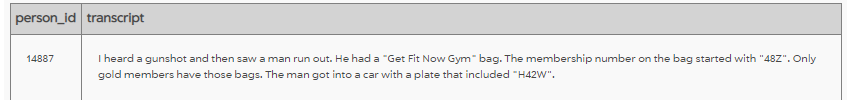 person_id transcript
14887 I heard a gunshot and then saw a man run out. He had a "Get Fit Now Gym" bag. The membership number on the bag started with "48Z". Only
gold members have those bags. The man got into a car with a plate that included "H42W".